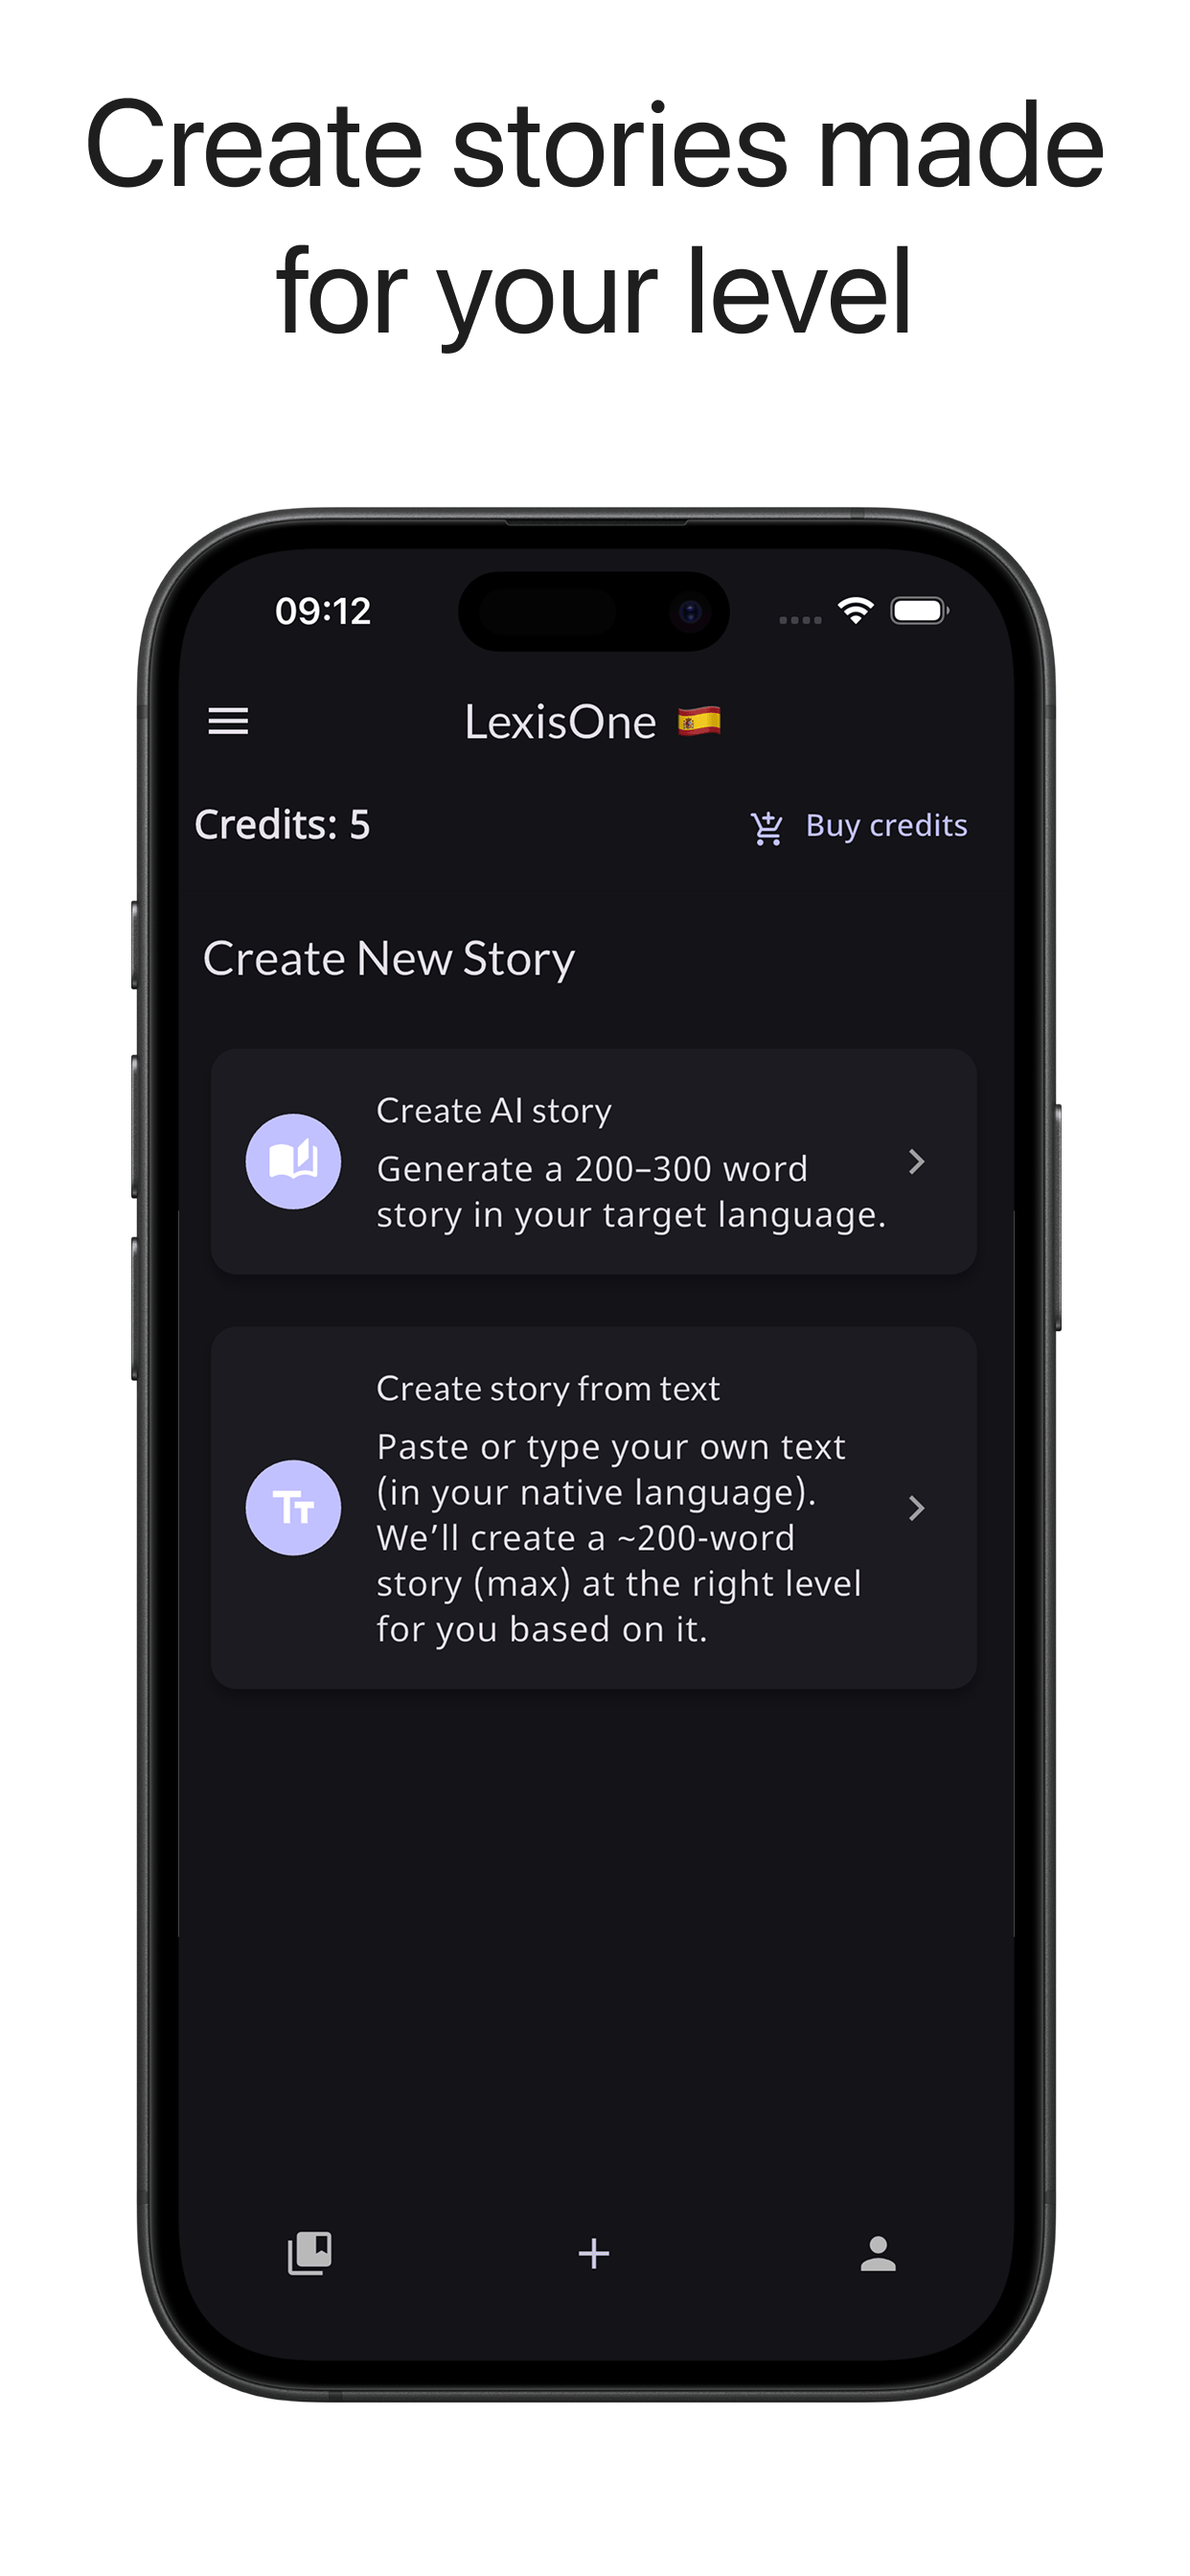 Create stories made
for your level
09:12
LexisOne 🇪🇸
Credits: 5
Buy credits
Create New Story
Create AI story
Generate a 200–300 word
story in your target language.
Create story from text
Paste or type your own text
(in your native language).
We’ll create a ~200-word
story (max) at the right level
for you based on it.